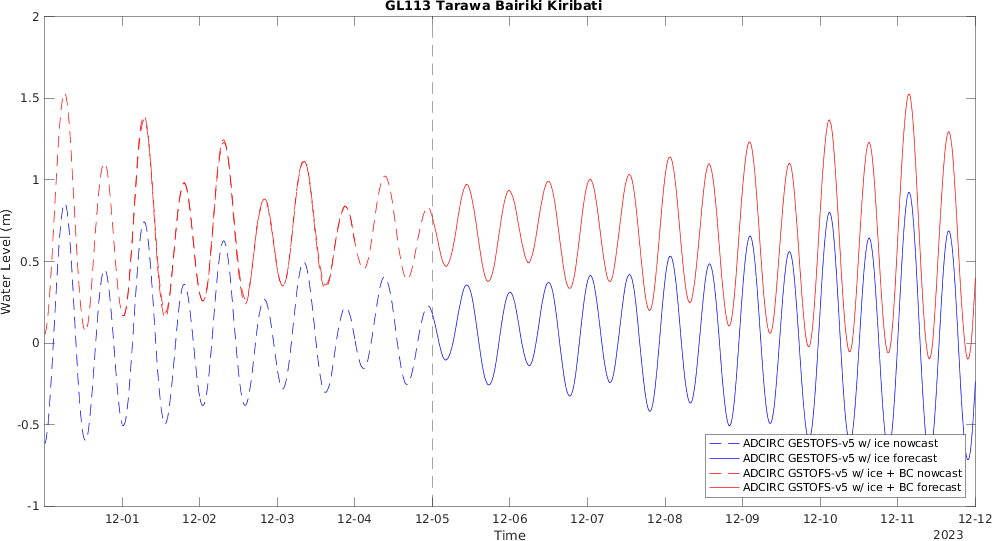 GL113 Tarawa Bairiki Kiribati
2
1.5
1
0.5
0
-0.5
-1
Water Level (m)
12-01 12-02 12-03 12-04 12-05 12-06 12-07 12-08 12-09 12-10 12-11 12-12
Time
2023
ADCIRC GESTOFS-v5 w/ ice nowcast
ADCIRC GESTOFS-v5 w/ ice forecast
ADCIRC GSTOFS-v5 w/ ice + BC nowcast
ADCIRC GSTOFS-v5 w/ ice + BC forecast